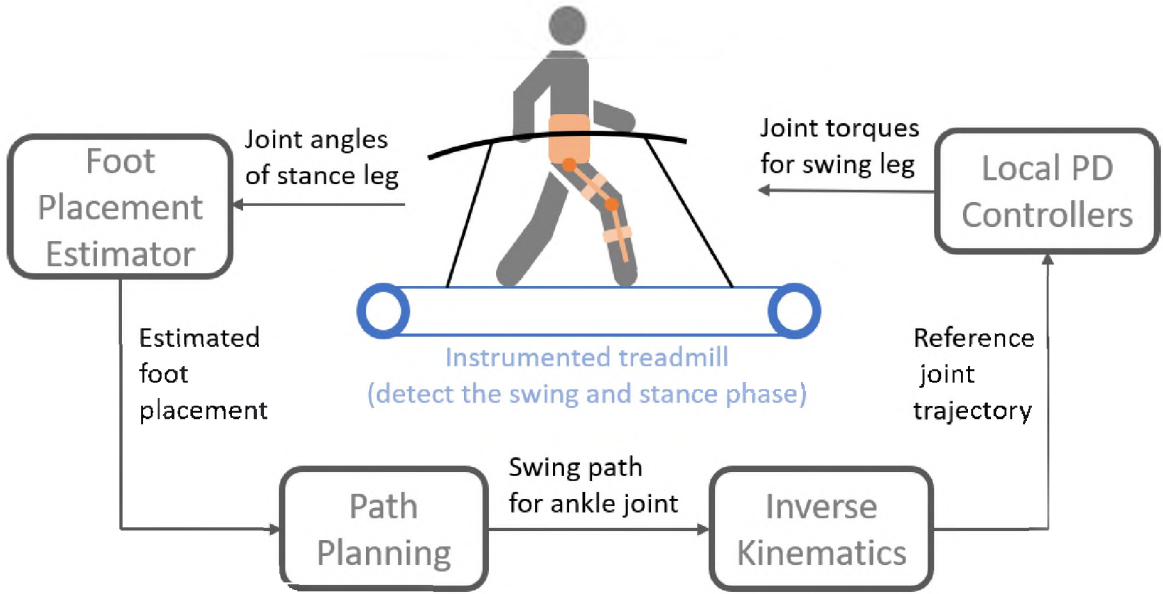 Foot
Placement
Estimator
Joint angles
of stance leg
Joint torques
for swing leg
Local PD
Controllers
Estimated
foot
placement
Instrumented treadmill
(detect the swing and stance phase)
Reference
joint
trajectory
Path
Planning
Swing path
for ankle joint
Inverse
Kinematics